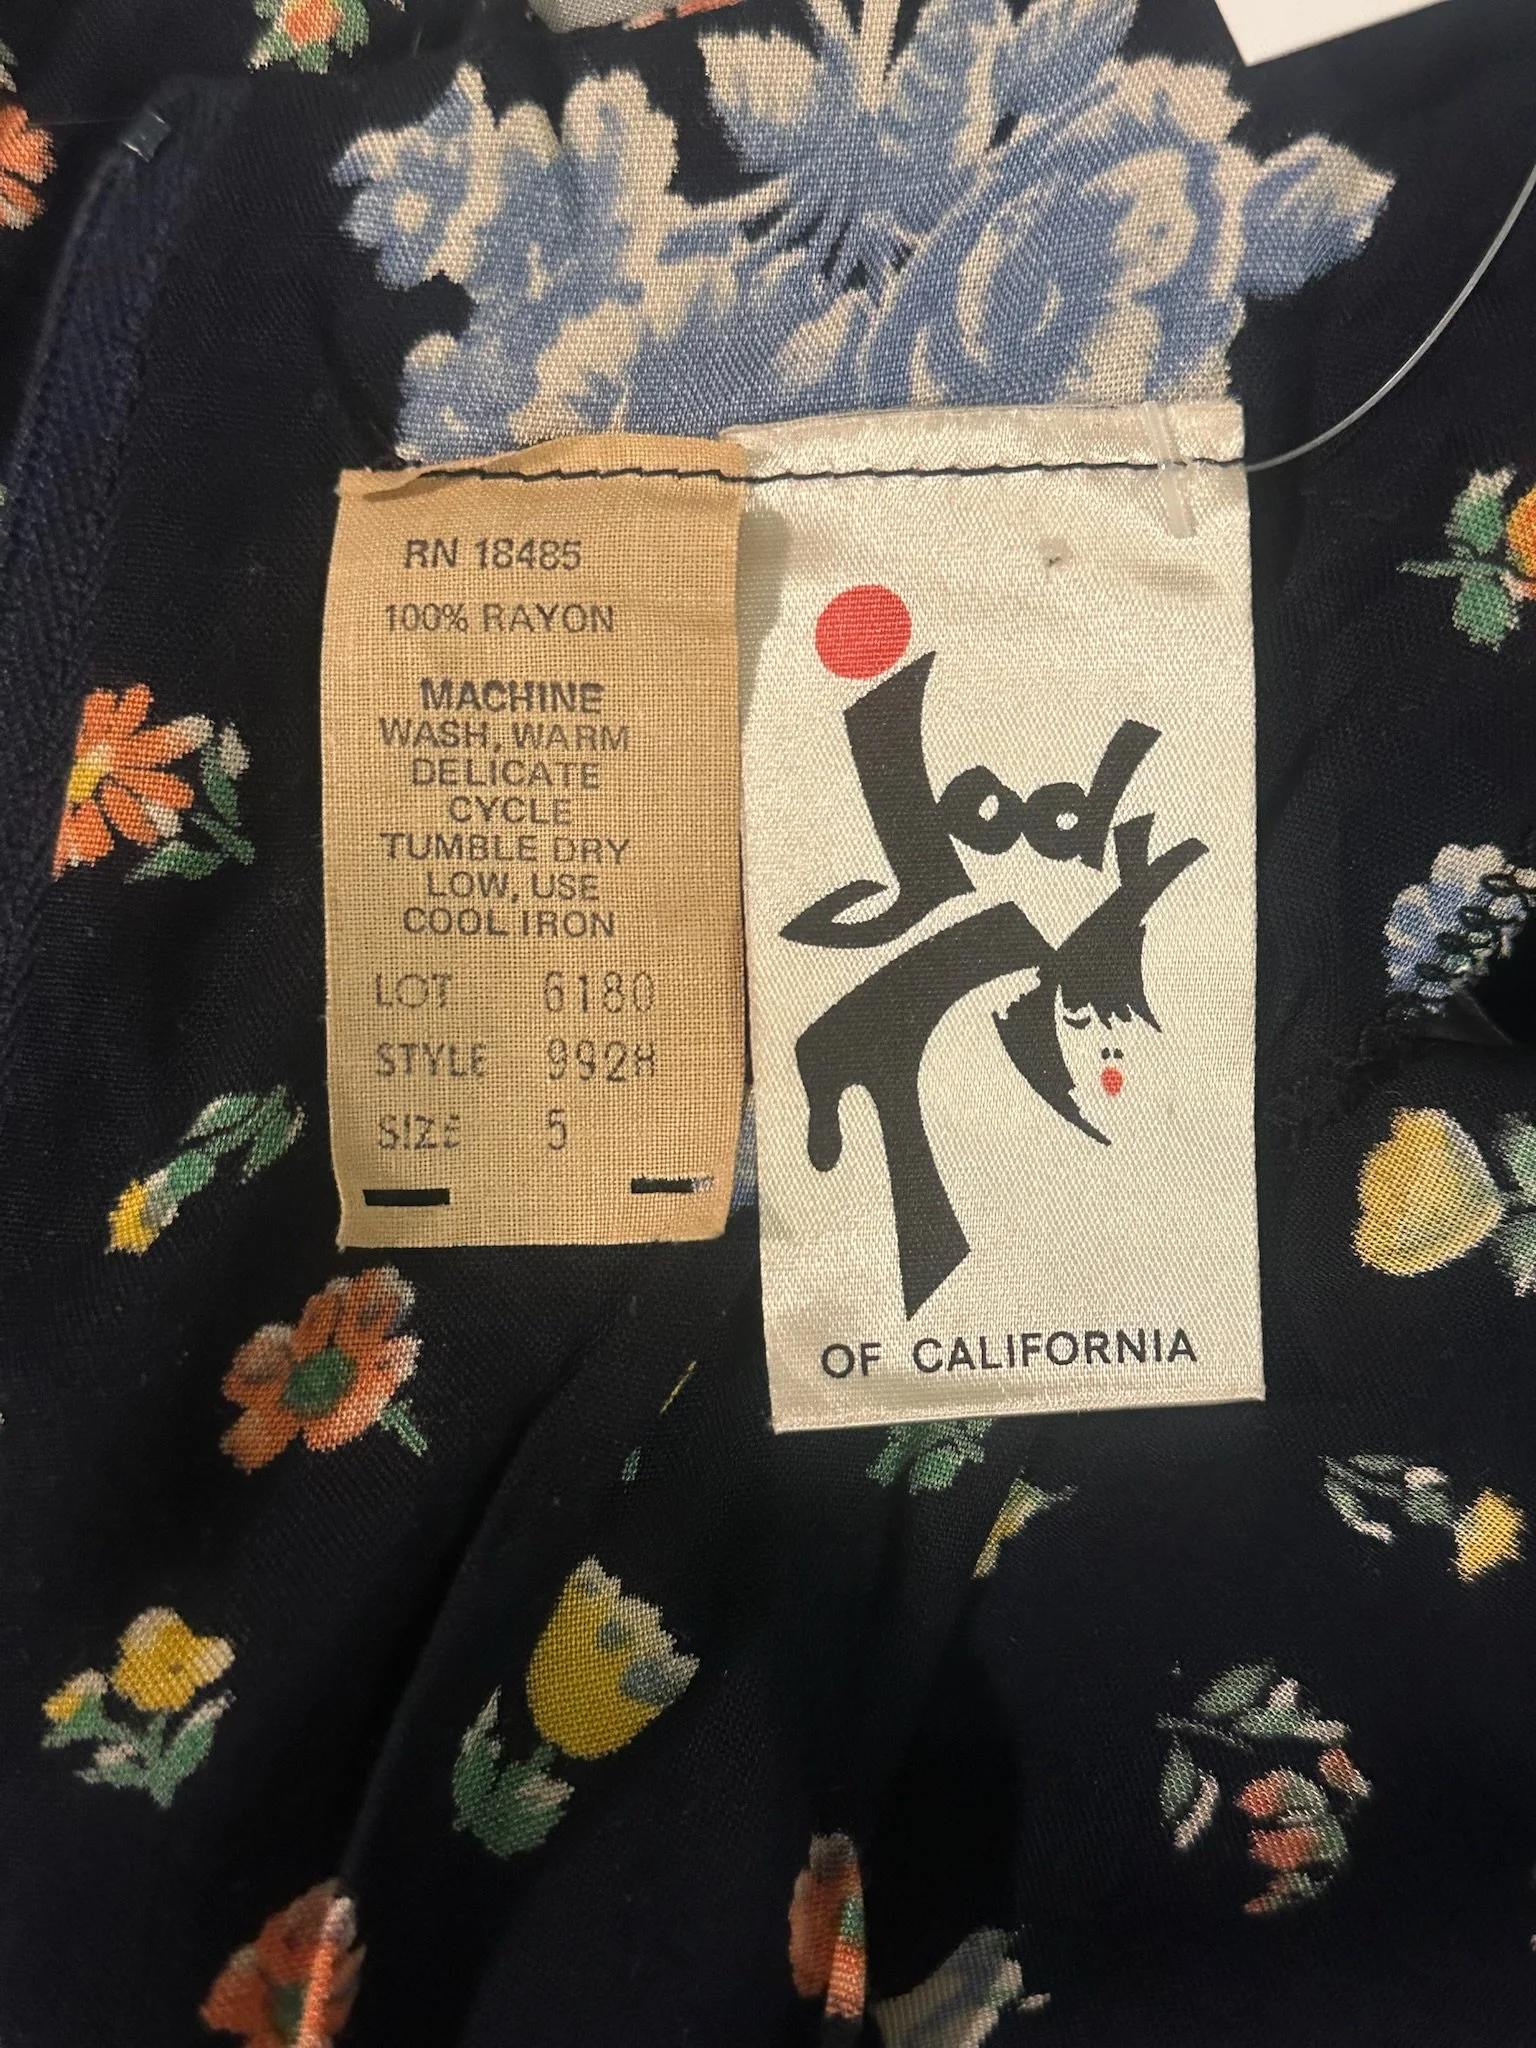 RN 18485
100% RAYON
MACHINE
WASH, WARM
DELICATE
CYCLE
TUMBLE DRY
LOW, USE
COOL IRON
LOT 6180
STYLE 992H
SIZE 5
Jody
T
OF CALIFORNIA